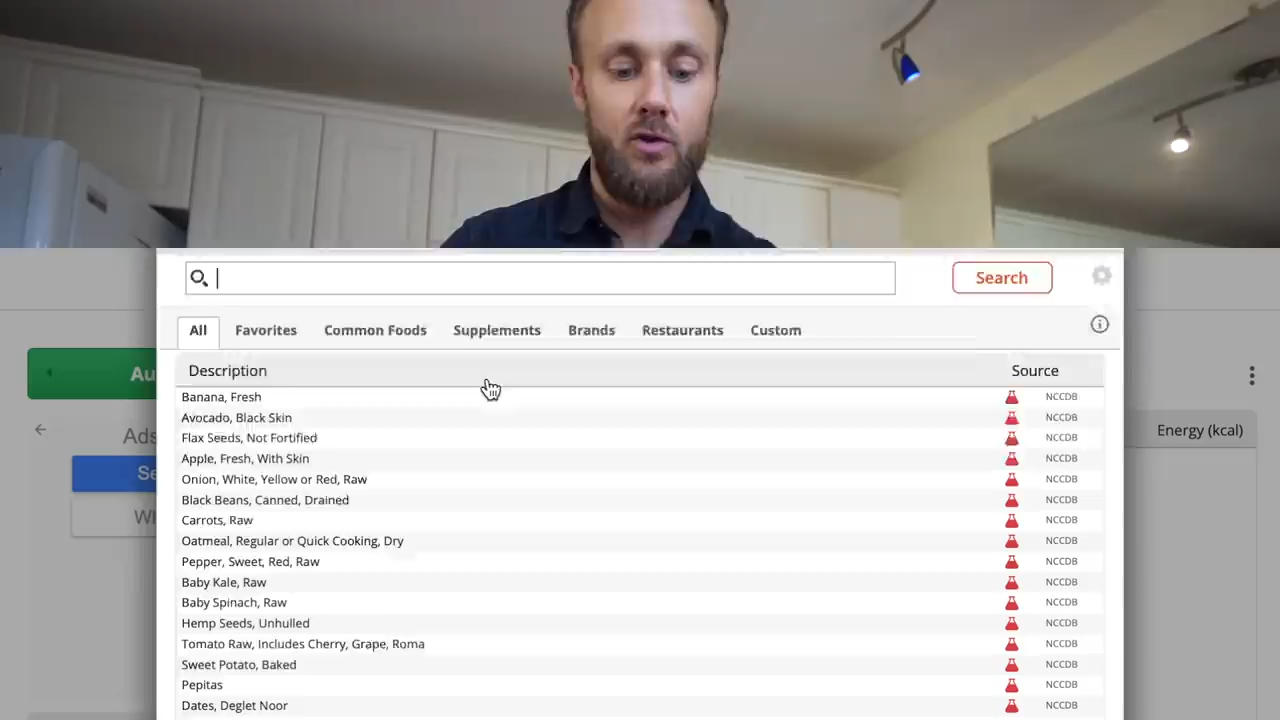 Search
All Favorites Common Foods Supplements Brands Restaurants Custom
Description Source
Banana, Fresh NCCDB
Avocado, Black Skin NCCDB
Flax Seeds, Not Fortified NCCDB
Apple, Fresh, With Skin NCCDB
Onion, White, Yellow or Red, Raw NCCDB
Black Beans, Canned, Drained NCCDB
Carrots, Raw NCCDB
Oatmeal, Regular or Quick Cooking, Dry NCCDB
Pepper, Sweet, Red, Raw NCCDB
Baby Kale, Raw NCCDB
Baby Spinach, Raw NCCDB
Hemp Seeds, Unhulled NCCDB
Tomato Raw, Includes Cherry, Grape, Roma NCCDB
Sweet Potato, Baked NCCDB
Pepitas NCCDB
Dates, Deglet Noor NCCDB
Au
Ads
Se
Wh
Energy (kcal)